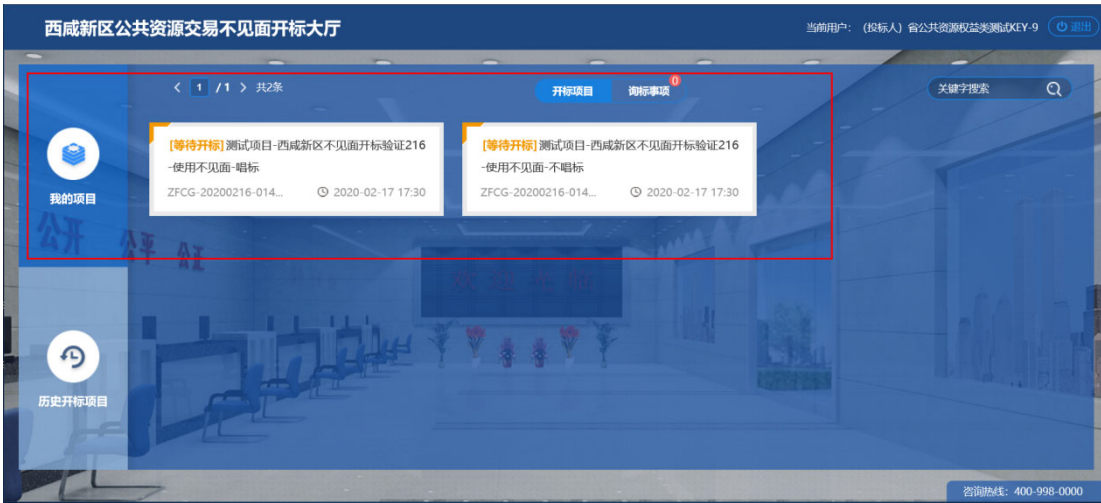 西咸新区公共资源交易不见面开标大厅
当前用户: (投标人) 省公共资源权益类测试KEY-9
退出
1 / 1 共2条
开标项目
询标事项
0
关键字搜索
[等待开标]测试项目-西咸新区不见面开标验证216
-使用不见面-唱标
ZFCG-20200216-014...
2020-02-17 17:30
[等待开标]测试项目-西咸新区不见面开标验证216
-使用不见面-不唱标
ZFCG-20200216-014...
2020-02-17 17:30
我的项目
公开 公平 公正
历史开标项目
咨询热线: 400-998-0000